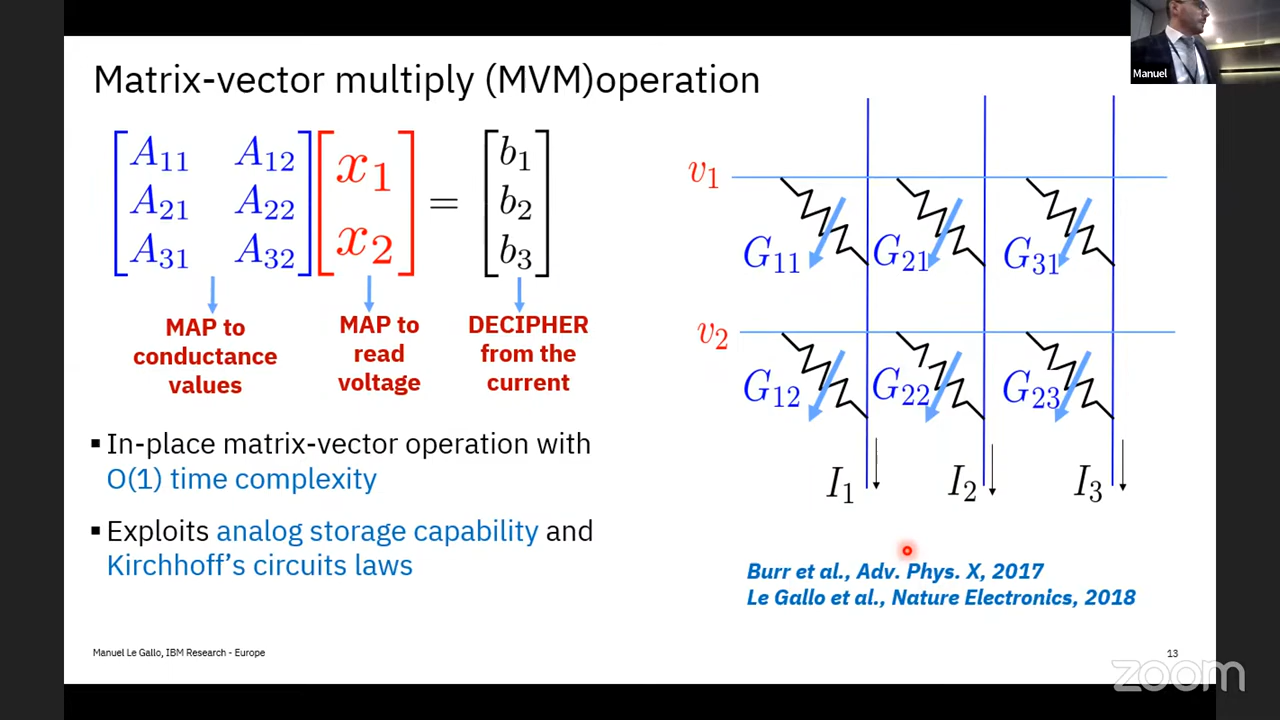 Manuel
Matrix-vector multiply (MVM)operation
A11 A12 x1 b1
A21 A22 = b2
A31 A32 x2 b3
MAP to
conductance
values
MAP to
read
voltage
DECIPHER
from the
current
▪ In-place matrix-vector operation with
O(1) time complexity
▪ Exploits analog storage capability and
Kirchhoff's circuits laws
v1
G11 G21 G31
v2
G12 G22 G23
I1 I2 I3
Burr et al., Adv. Phys. X, 2017
Le Gallo et al., Nature Electronics, 2018
Manuel Le Gallo, IBM Research - Europe
13
zoom